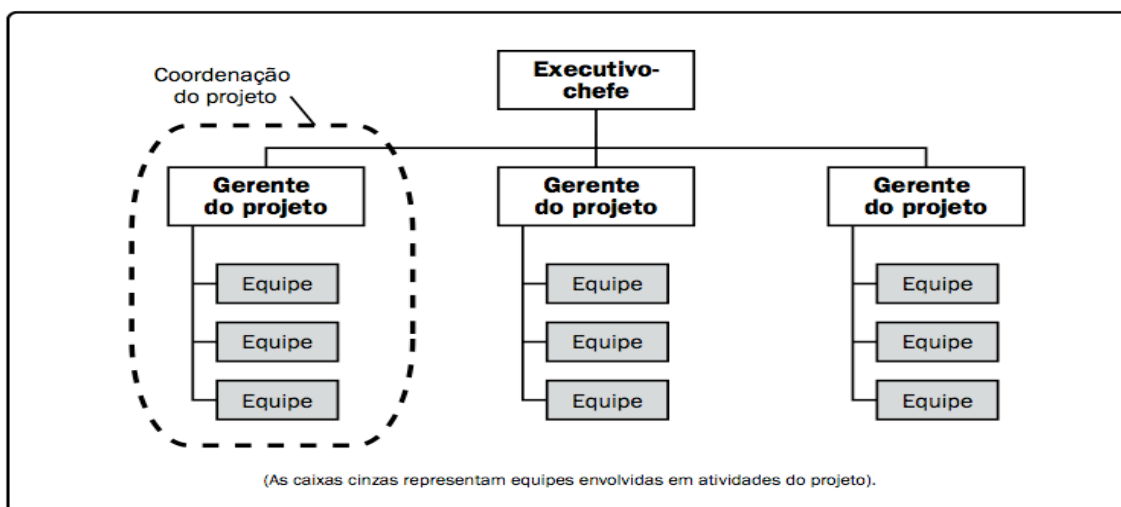 Coordenação
do projeto
Executivo-
chefe
Gerente
do projeto
Gerente
do projeto
Gerente
do projeto
Equipe
Equipe
Equipe
Equipe
Equipe
Equipe
Equipe
Equipe
Equipe
(As caixas cinzas representam equipes envolvidas em atividades do projeto).